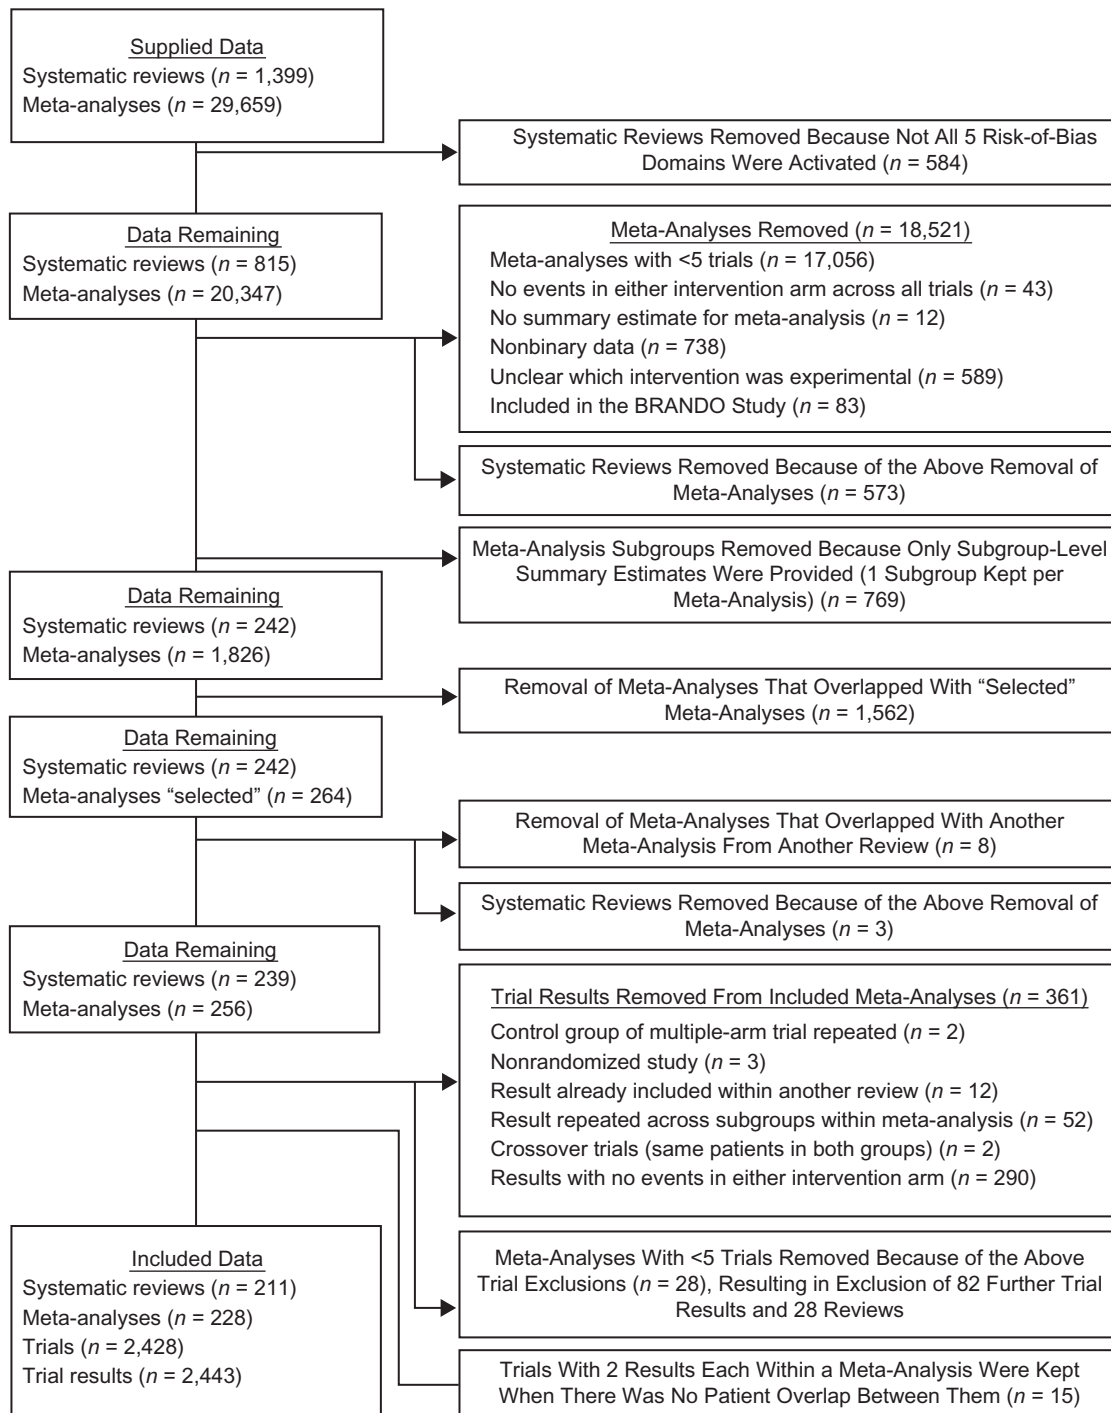 Supplied Data
Systematic reviews (n = 1,399)
Meta-analyses (n = 29,659)
Systematic Reviews Removed Because Not All 5 Risk-of-Bias
Domains Were Activated (n = 584)
Data Remaining
Systematic reviews (n = 815)
Meta-analyses (n = 20,347)
Meta-Analyses Removed (n = 18,521)
Meta-analyses with <5 trials (n = 17,056)
No events in either intervention arm across all trials (n = 43)
No summary estimate for meta-analysis (n = 12)
Nonbinary data (n = 738)
Unclear which intervention was experimental (n = 589)
Included in the BRANDO Study (n = 83)
Systematic Reviews Removed Because of the Above Removal of
Meta-Analyses (n = 573)
Meta-Analysis Subgroups Removed Because Only Subgroup-Level
Summary Estimates Were Provided (1 Subgroup Kept per
Meta-Analysis) (n = 769)
Data Remaining
Systematic reviews (n = 242)
Meta-analyses (n = 1,826)
Removal of Meta-Analyses That Overlapped With “Selected”
Meta-Analyses (n = 1,562)
Data Remaining
Systematic reviews (n = 242)
Meta-analyses “selected” (n = 264)
Removal of Meta-Analyses That Overlapped With Another
Meta-Analysis From Another Review (n = 8)
Systematic Reviews Removed Because of the Above Removal of
Meta-Analyses (n = 3)
Data Remaining
Systematic reviews (n = 239)
Meta-analyses (n = 256)
Trial Results Removed From Included Meta-Analyses (n = 361)
Control group of multiple-arm trial repeated (n = 2)
Nonrandomized study (n = 3)
Result already included within another review (n = 12)
Result repeated across subgroups within meta-analysis (n = 52)
Crossover trials (same patients in both groups) (n = 2)
Results with no events in either intervention arm (n = 290)
Meta-Analyses With <5 Trials Removed Because of the Above
Trial Exclusions (n = 28), Resulting in Exclusion of 82 Further Trial
Results and 28 Reviews
Included Data
Systematic reviews (n = 211)
Meta-analyses (n = 228)
Trials (n = 2,428)
Trial results (n = 2,443)
Trials With 2 Results Each Within a Meta-Analysis Were Kept
When There Was No Patient Overlap Between Them (n = 15)